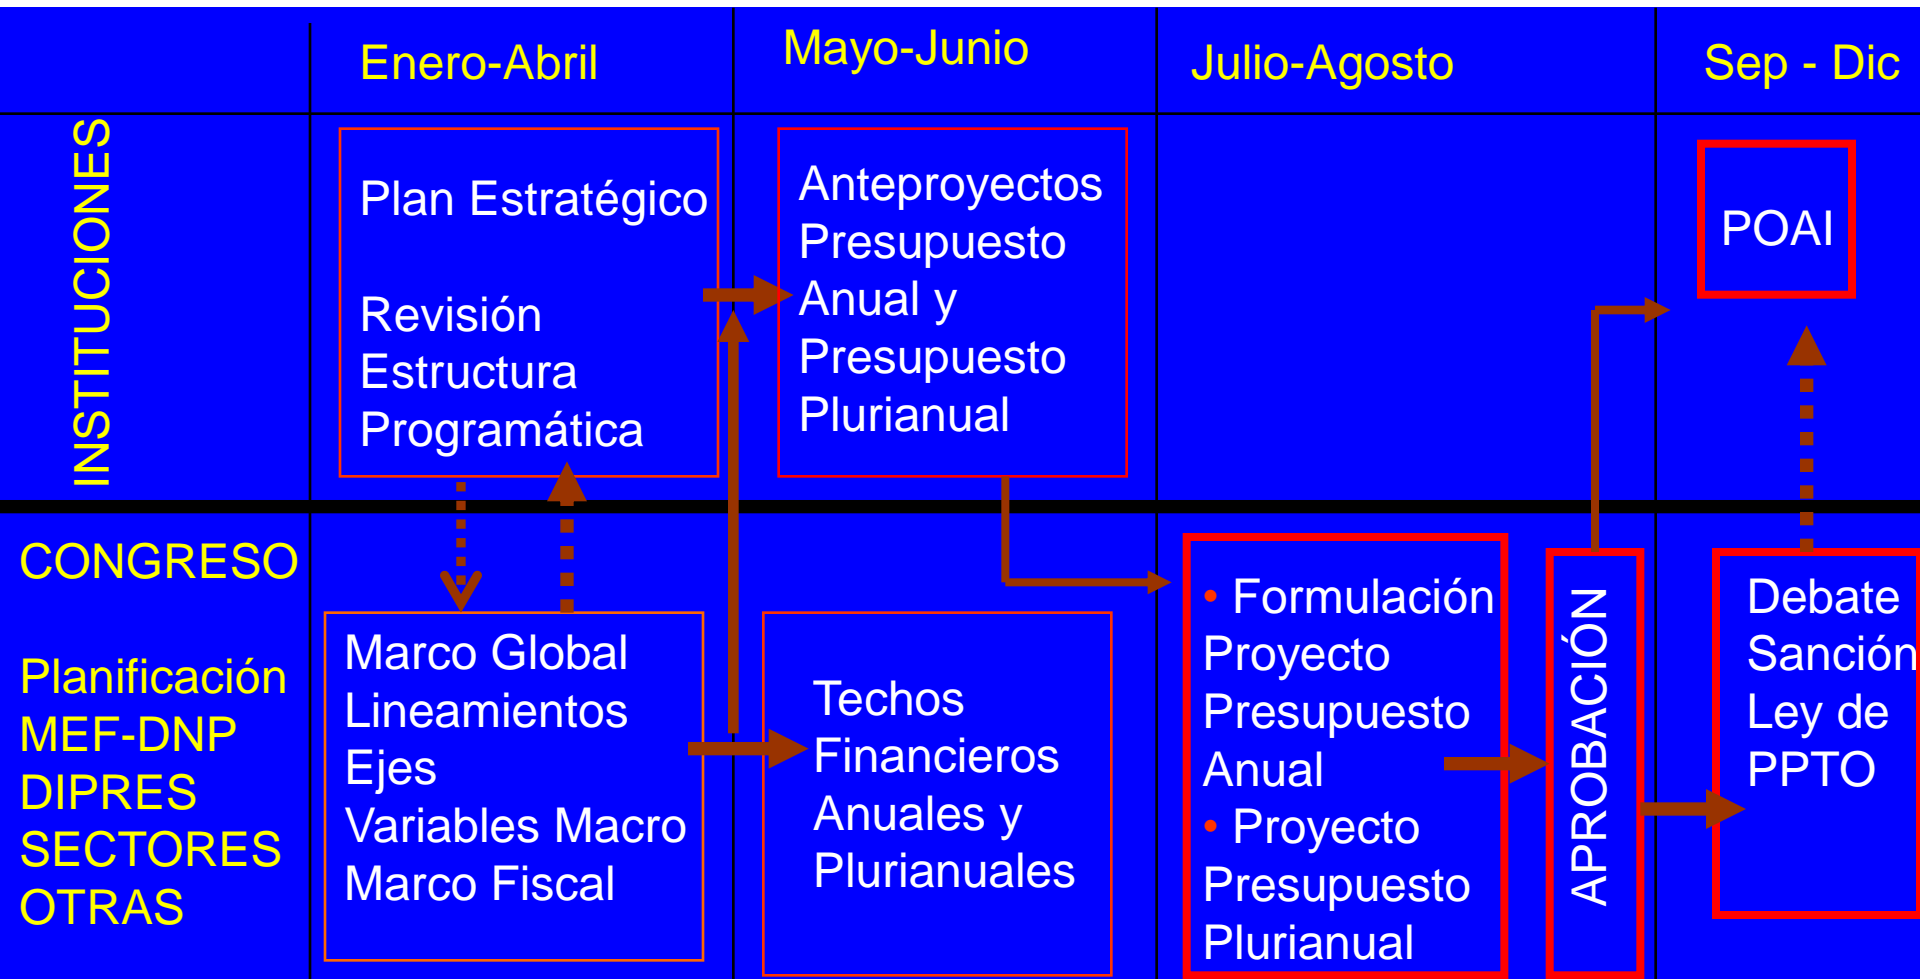 Enero-Abril
Mayo-Junio
Julio-Agosto
Sep - Dic
INSTITUCIONES
Plan Estratégico
Revisión
Estructura
Programática
Anteproyectos
Presupuesto
Anual y
Presupuesto
Plurianual
POAI
CONGRESO
Planificación
MEF-DNP
DIPRES
SECTORES
OTRAS
Marco Global
Lineamientos
Ejes
Variables Macro
Marco Fiscal
Techos
Financieros
Anuales y
Plurianuales
• Formulación
Proyecto
Presupuesto
Anual
• Proyecto
Presupuesto
Plurianual
APROBACIÓN
Debate
Sanción
Ley de
PPTO